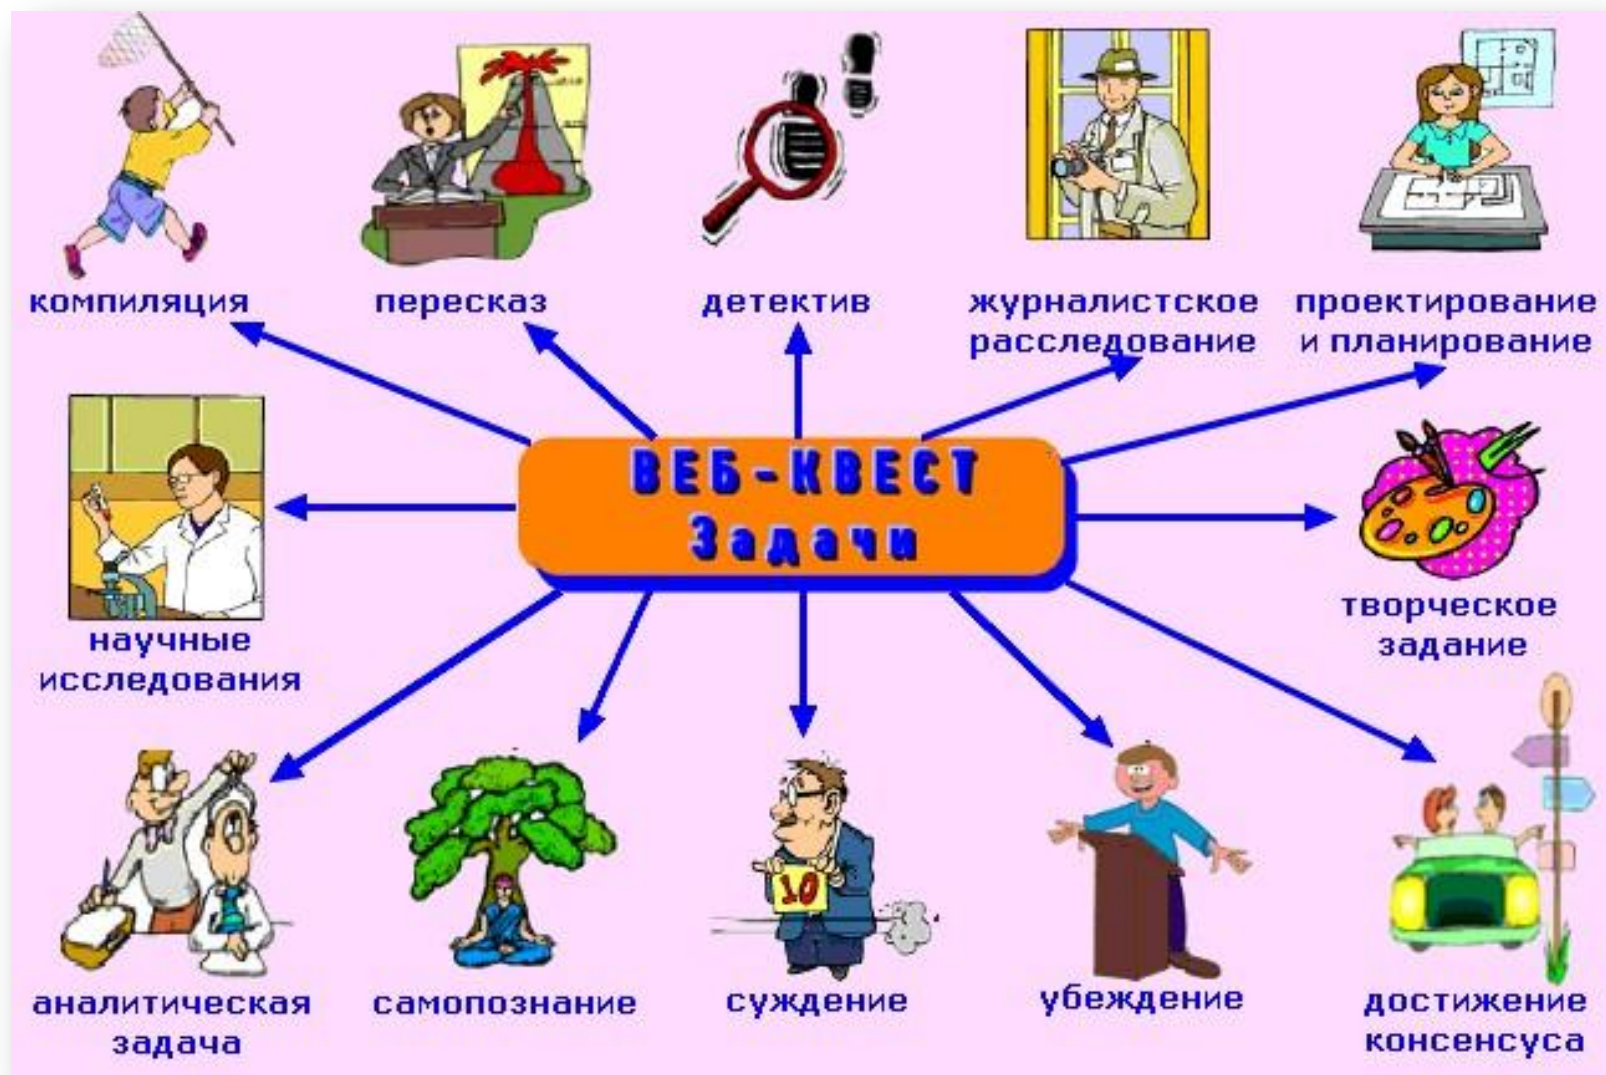 компиляция
пересказ
детектив
журналистское
расследование
проектирование
и планирование
ВЕБ-КВЕСТ
Задачи
научные
исследования
творческое
задание
10
аналитическая
задача
самопознание
суждение
убеждение
достижение
консенсуса